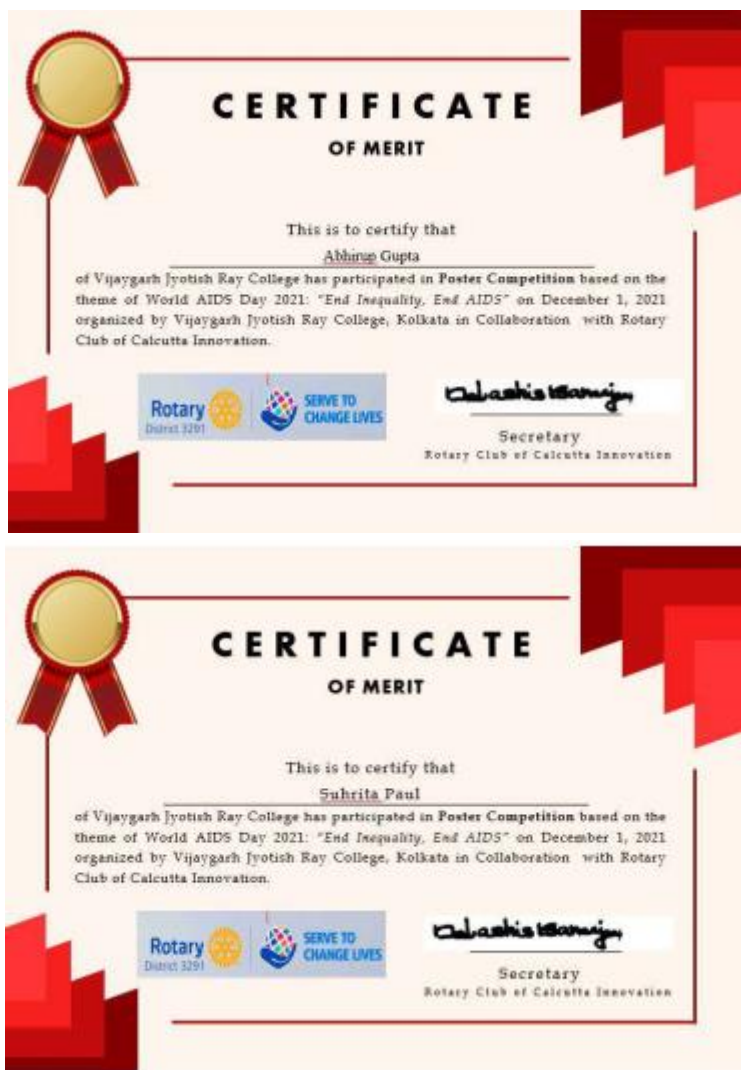 CERTIFICATE
OF MERIT
This is to certify that
Abhirup Gupta
of Vijaygarh Jyotish Ray College has participated in Poster Competition based on the
theme of World AIDS Day 2021: "End Inequality, End AIDS" on December 1, 2021
organized by Vijaygarh Jyotish Ray College, Kolkata in Collaboration with Rotary
Club of Calcutta Innovation.
Rotary
District 3291
SERVE TO
CHANGE LIVES
Secretary
Rotary Club of Calcutta Innovation
CERTIFICATE
OF MERIT
This is to certify that
Suhrita Paul
of Vijaygarh Jyotish Ray College has participated in Poster Competition based on the
theme of World AIDS Day 2021: "End Inequality, End AIDS" on December 1, 2021
organized by Vijaygarh Jyotish Ray College, Kolkata in Collaboration with Rotary
Club of Calcutta Innovation.
Rotary
District 3291
SERVE TO
CHANGE LIVES
Secretary
Rotary Club of Calcutta Innovation